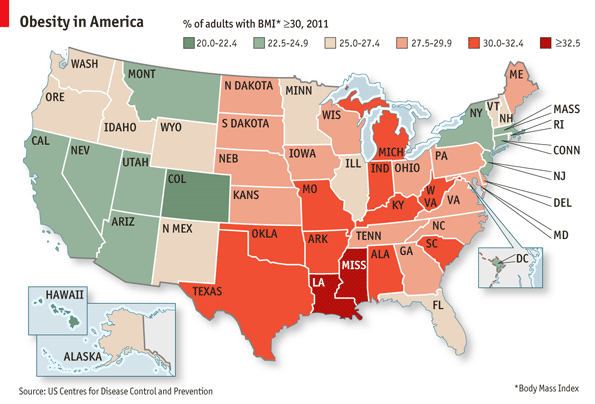 Obesity in America
% of adults with BMI* ≥30, 2011
20.0-22.4 22.5-24.9 25.0-27.4 27.5-29.9 30.0-32.4 ≥32.5
WASH
MONT
N DAKOTA
MINN
ME
ORE
IDAHO
WYO
S DAKOTA
WIS
MICH
NY
VT
NH
MASS
RI
CONN
NJ
DEL
MD
DC
CAL
NEV
UTAH
COL
NEB
IOWA
ILL
IND
OHIO
PA
KANS
MO
KY
W
VA
VA
ARIZ
N MEX
OKLA
ARK
TENN
NC
SC
TEXAS
LA
MISS
ALA
GA
FL
HAWAII
ALASKA
Source: US Centres for Disease Control and Prevention
*Body Mass Index